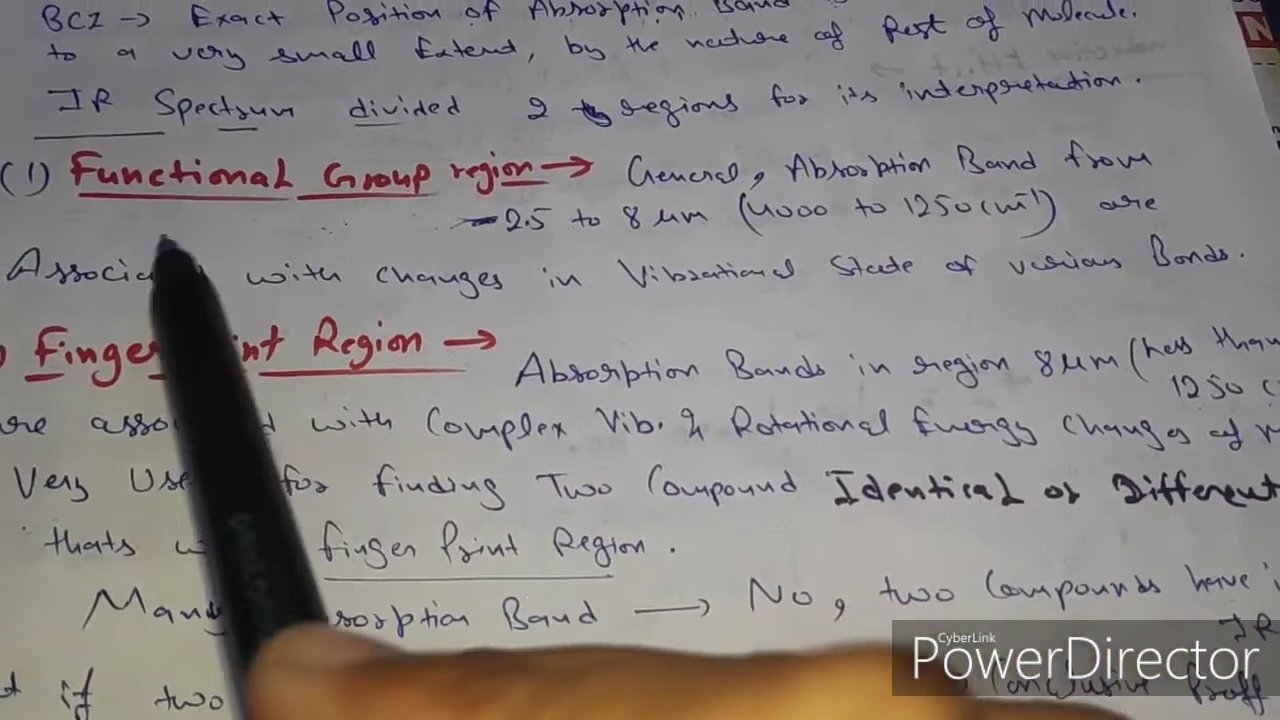 BCZ → Exact Position of Absorption Band
to a very small Extend, by the nature of Rest of Molecule.
IR Spectrum divided 2 regions for its interpretation.
(1) Functional Group region → General, Absorption Band from
2.5 to 8 µm (4000 to 1250 cm⁻¹) are
with changes in Vibrational State of various Bonds.
Region → Absorption Bands in region 8 µm (Less than
1250
with Complex Vib. & Rotational Energy Changes of
Very for finding Two Compound Identical or Different
thats Finger Print Region.
Band → No, two Compounds have
IR
if two Conclusive Proff
CyberLink
PowerDirector
N